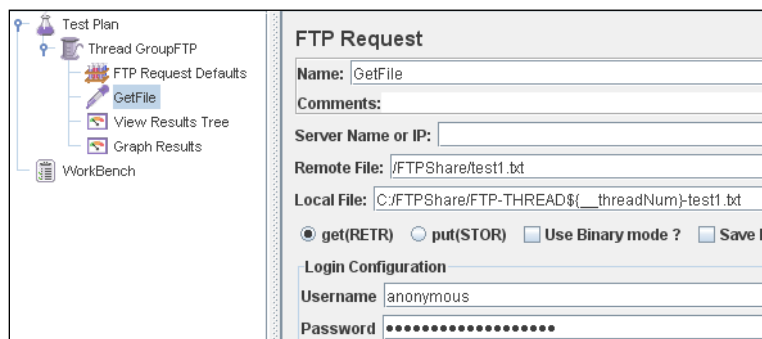 Test Plan
Thread GroupFTP
FTP Request Defaults
GetFile
View Results Tree
Graph Results
WorkBench
FTP Request
Name: GetFile
Comments:
Server Name or IP:
Remote File: /FTPShare/test1.txt
Local File: C:/FTPShare/FTP-THREAD${__threadNum}-test1.txt
get(RETR) put(STOR) Use Binary mode ? Save
Login Configuration
Username anonymous
Password ●●●●●●●●●●●●●●●●●●●